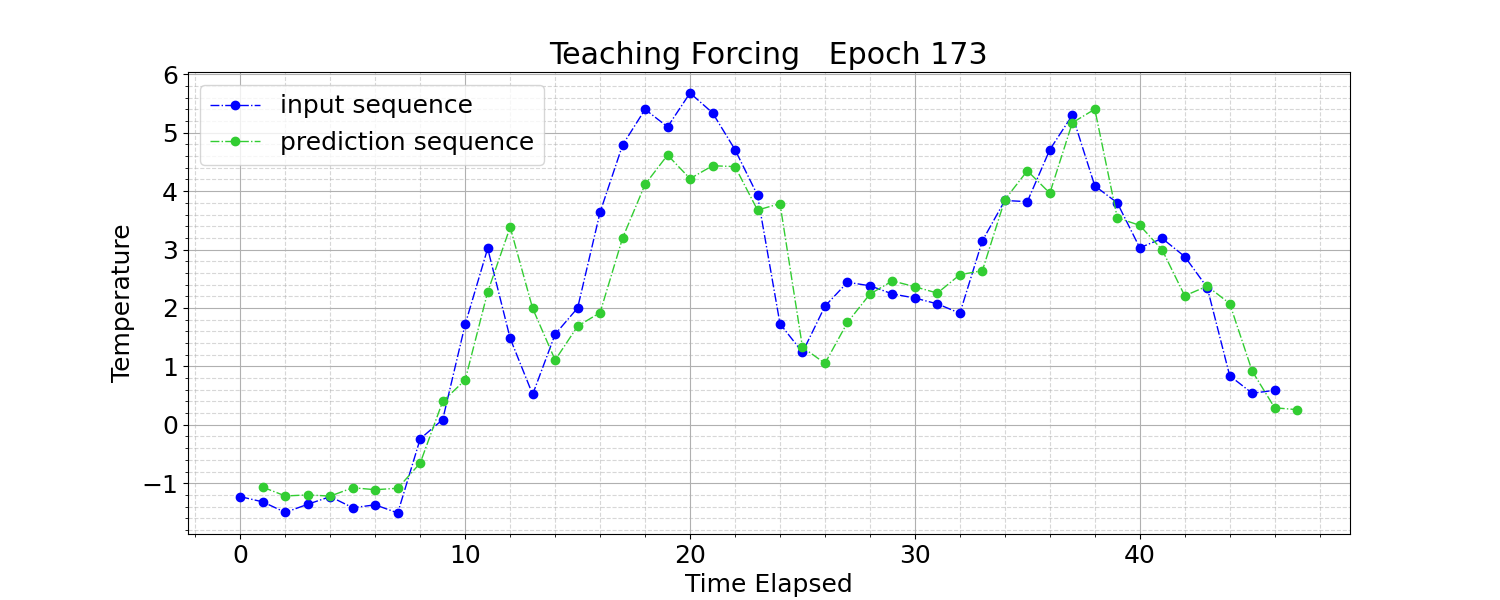 Teaching Forcing   Epoch 173
input sequence
prediction sequence
6
5
4
3
2
1
0
−1
Temperature
0 10 20 30 40
Time Elapsed